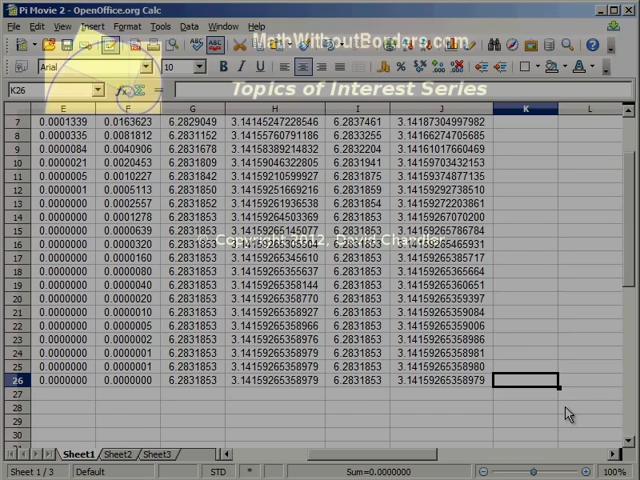 Pi Movie 2 - OpenOffice.org Calc
File Edit View Insert Format Tools Data Window Help
MathWithoutBorders.com
Arial 10
K26
Topics of Interest Series
E F G H I J K L
7 0.0001339 0.0163623 6.2829049 3.14145247228546 6.2837461 3.14187304997982
8 0.0000335 0.0081812 6.2831152 3.14155760791186 6.2833255 3.14166274705685
9 0.0000084 0.0040906 6.2831678 3.14158389214832 6.2832204 3.14161017660469
10 0.0000021 0.0020453 6.2831809 3.14159046322805 6.2831941 3.14159703432153
11 0.0000005 0.0010227 6.2831842 3.14159210599927 6.2831875 3.14159374877135
12 0.0000001 0.0005113 6.2831850 3.14159251669216 6.2831859 3.14159292738510
13 0.0000000 0.0002557 6.2831852 3.14159261936538 6.2831854 3.14159272203861
14 0.0000000 0.0001278 6.2831853 3.14159264503369 6.2831853 3.14159267070200
15 0.0000000 0.0000639 6.2831853 3.14159265145077 6.2831853 3.14159265786784
16 0.0000000 0.0000320 6.2831853
© Copyright 2012, David Chandler
17 0.0000000 0.0000160 6.2831853 3.14159265345610 6.2831853 3.14159265385717
18 0.0000000 0.0000080 6.2831853 3.14159265355637 6.2831853 3.14159265365664
19 0.0000000 0.0000040 6.2831853 3.14159265358144 6.2831853 3.14159265360651
20 0.0000000 0.0000020 6.2831853 3.14159265358770 6.2831853 3.14159265359397
21 0.0000000 0.0000010 6.2831853 3.14159265358927 6.2831853 3.14159265359084
22 0.0000000 0.0000005 6.2831853 3.14159265358966 6.2831853 3.14159265359006
23 0.0000000 0.0000002 6.2831853 3.14159265358976 6.2831853 3.14159265358986
24 0.0000000 0.0000001 6.2831853 3.14159265358979 6.2831853 3.14159265358981
25 0.0000000 0.0000001 6.2831853 3.14159265358979 6.2831853 3.14159265358980
26 0.0000000 0.0000000 6.2831853 3.14159265358979 6.2831853 3.14159265358979
27
28
29
30
Sheet1 Sheet2 Sheet3
Sheet 1 / 3 Default STD * Sum=0.0000000 100%